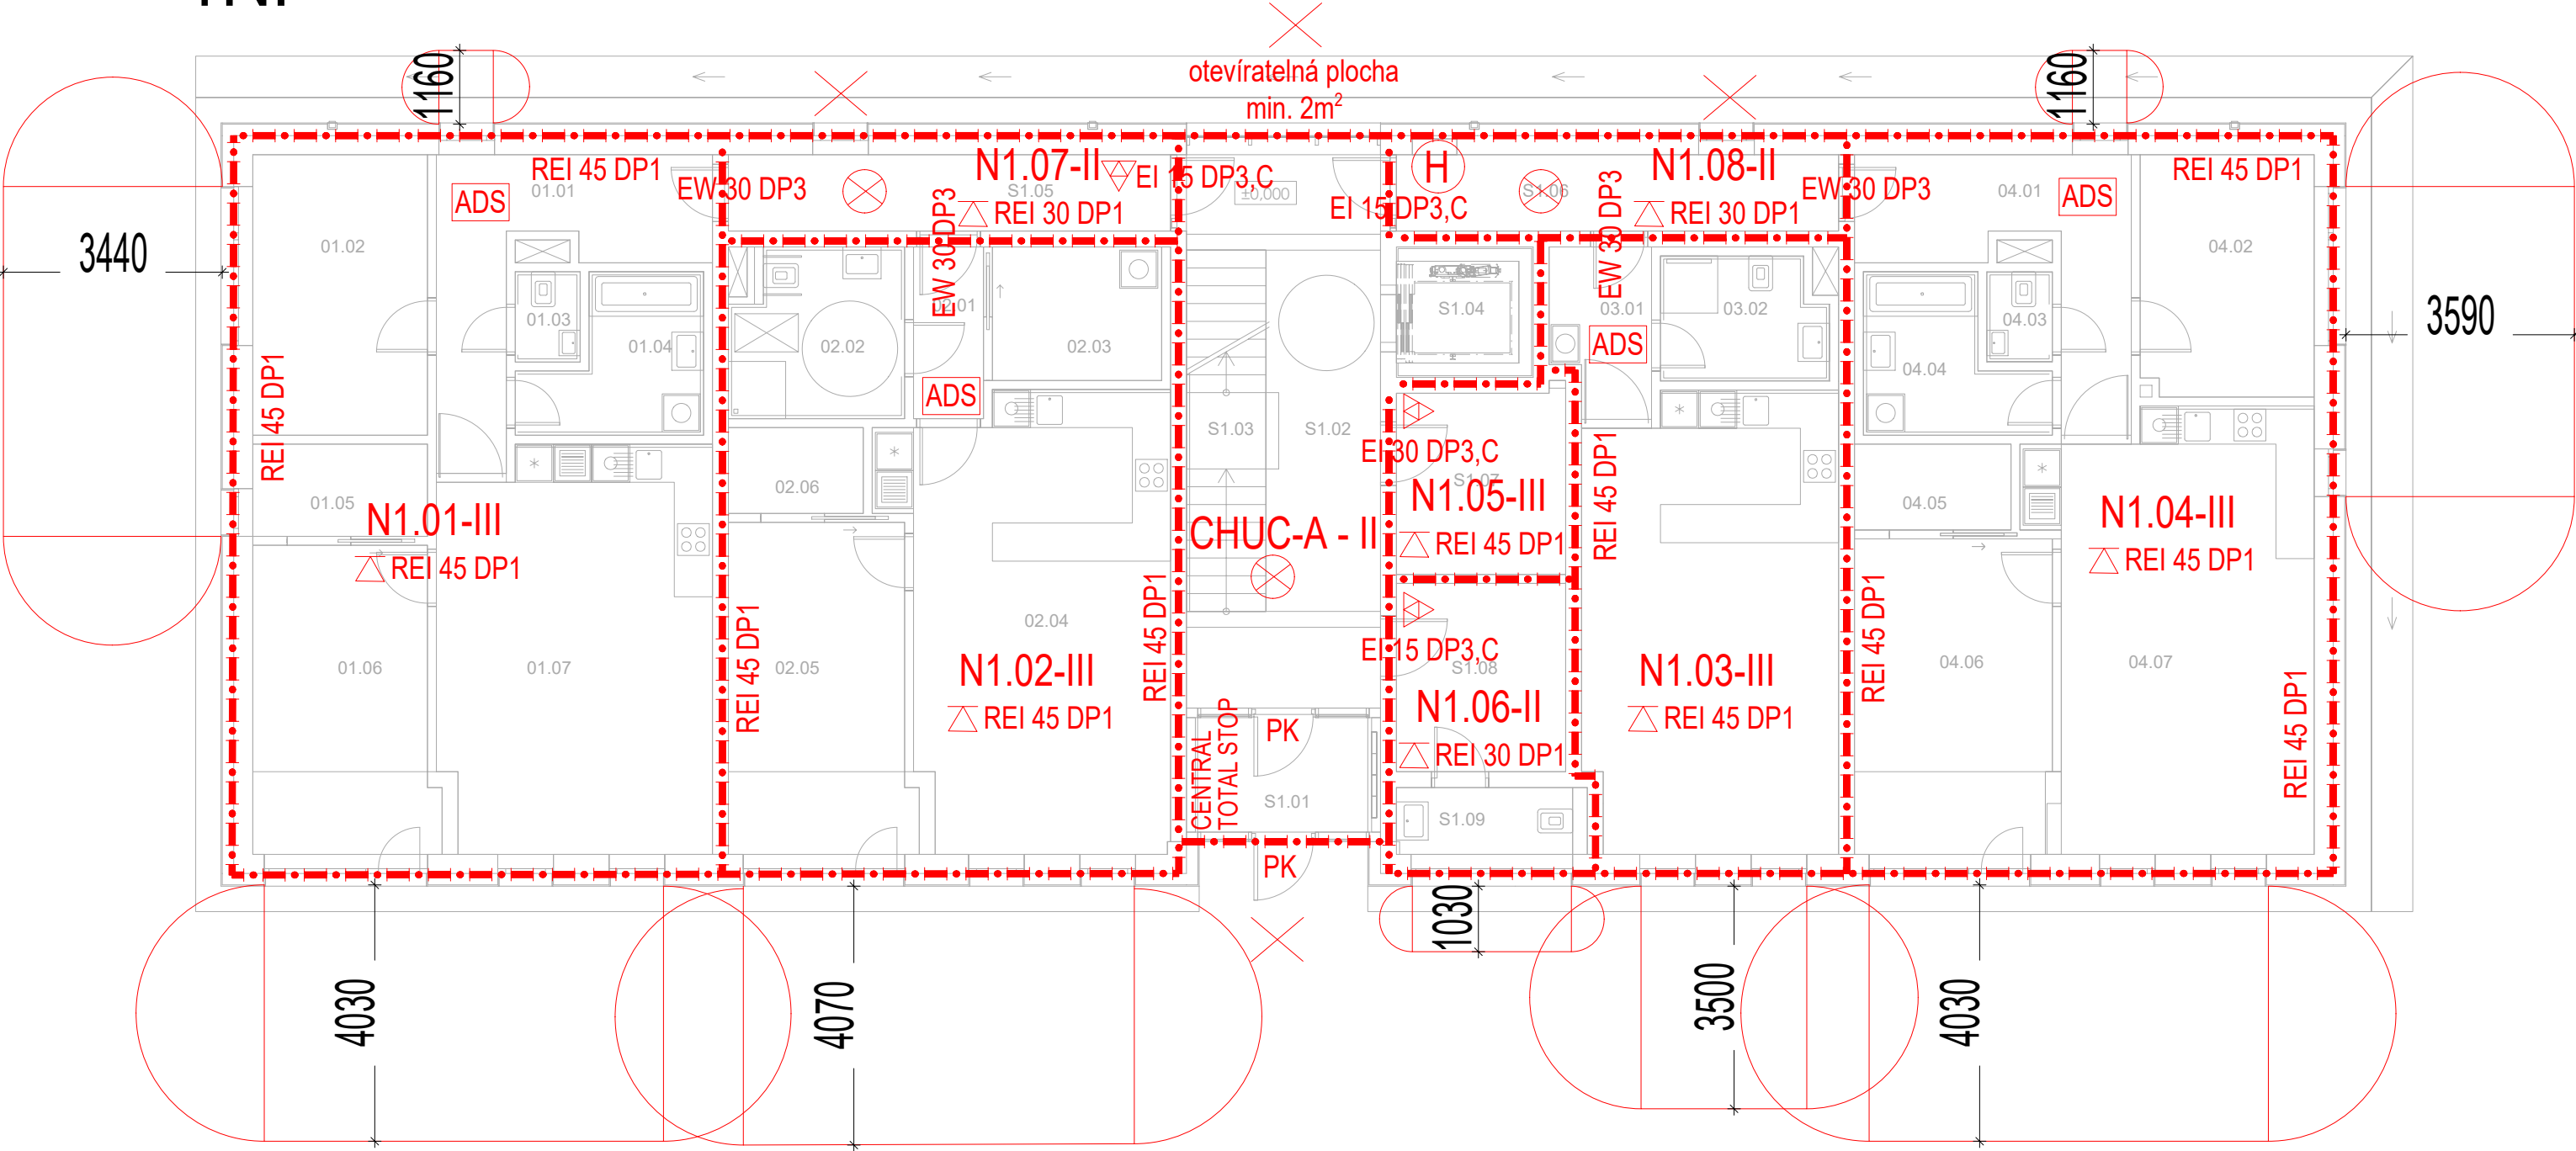 1160
otevíratelná plocha
min. 2m²
1160
REI 45 DP1
EW 30 DP3
N1.07-II
EI 15 DP3,C
±0,000
H
N1.08-II
EW 30 DP3
REI 45 DP1
ADS
01.01
S1.05
REI 30 DP1
EI 15 DP3,C
S1.06
REI 30 DP1
04.01
ADS
3440
01.02
EW 30 DP3
EW 30 DP3
04.02
3590
01.03
01.04
02.01
02.02
02.03
S1.04
03.01
03.02
ADS
04.03
04.04
REI 45 DP1
ADS
S1.03
S1.02
EI 30 DP3,C
S1.07
REI 45 DP1
01.05
N1.01-III
REI 45 DP1
02.06
CHUC-A - II
N1.05-III
REI 45 DP1
04.05
N1.04-III
REI 45 DP1
01.06
01.07
REI 45 DP1
02.05
02.04
N1.02-III
REI 45 DP1
REI 45 DP1
EI 15 DP3,C
S1.08
N1.06-II
REI 30 DP1
N1.03-III
REI 45 DP1
REI 45 DP1
04.06
04.07
REI 45 DP1
CENTRAL
TOTAL STOP
PK
S1.01
S1.09
PK
4030
4070
1030
3500
4030